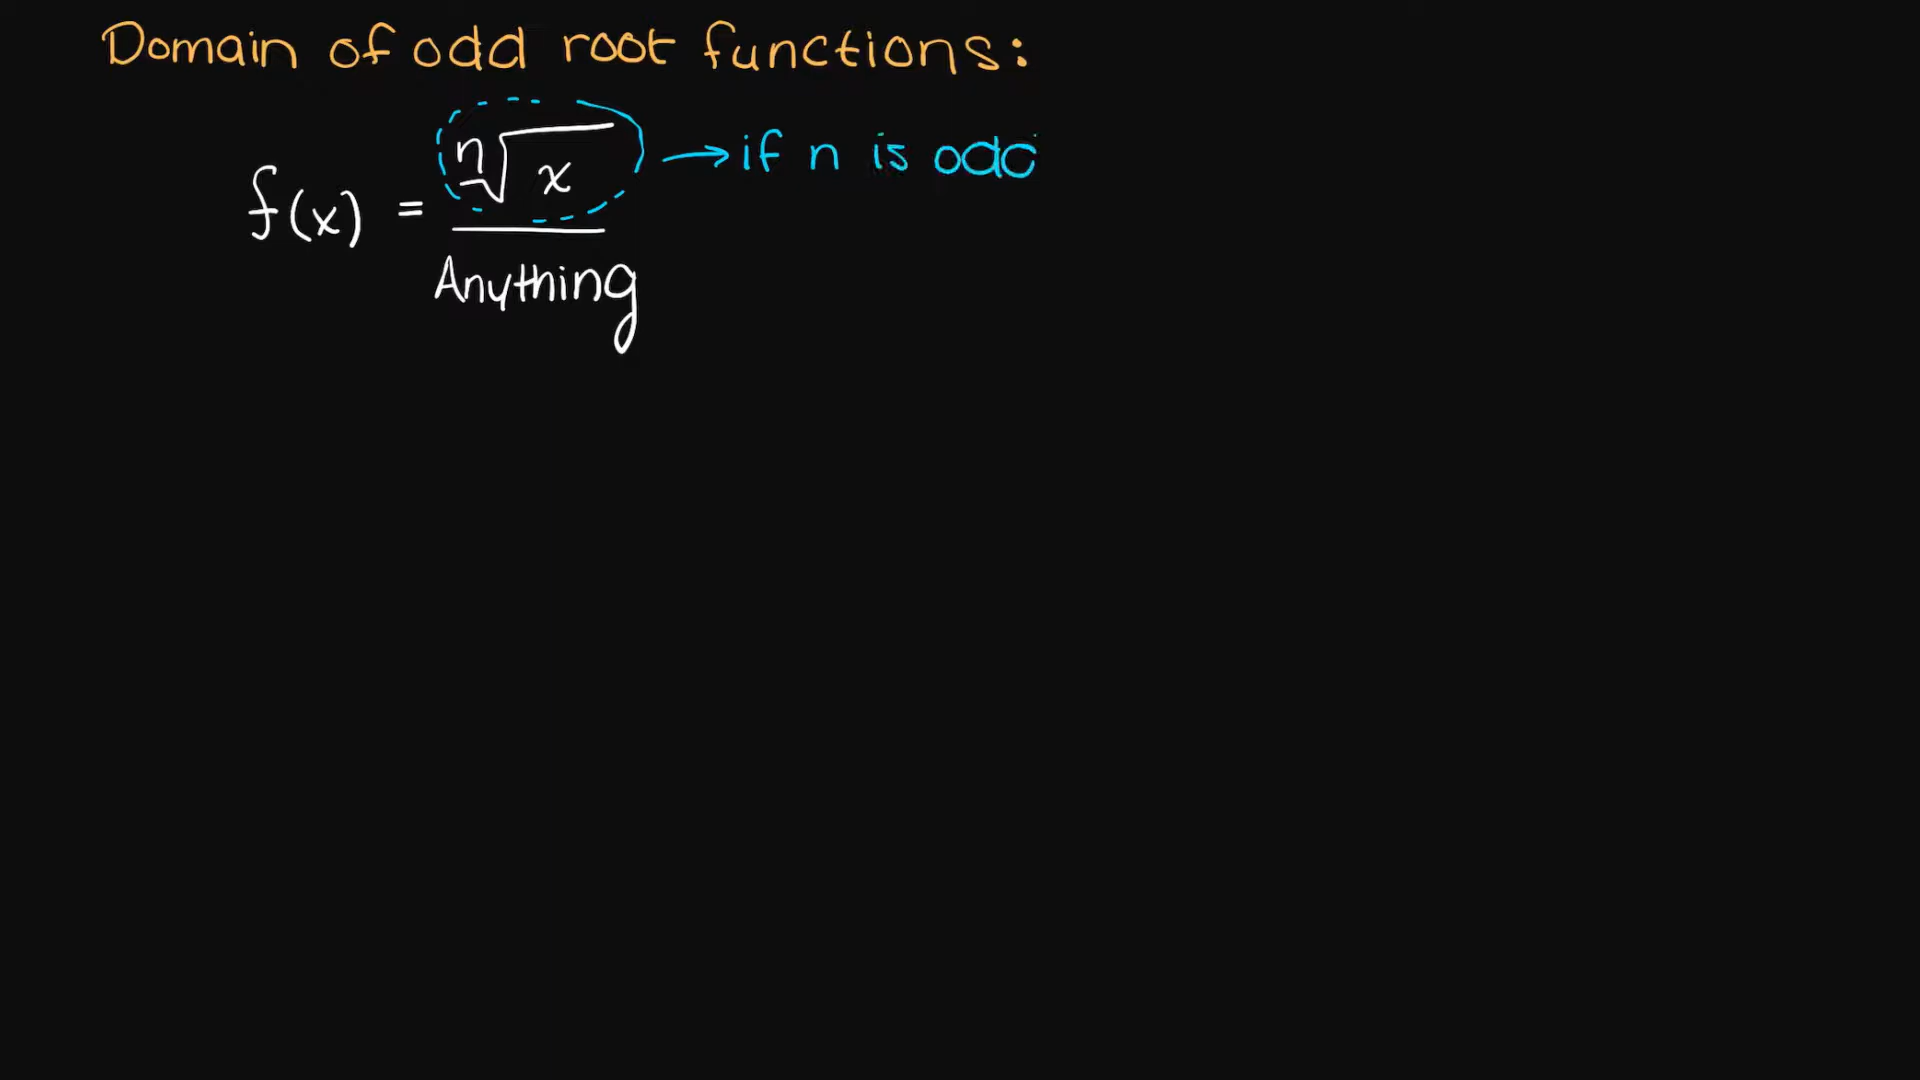 Domain of odd root functions:
f(x) = ⁿ√x / Anything
→ if n is odd